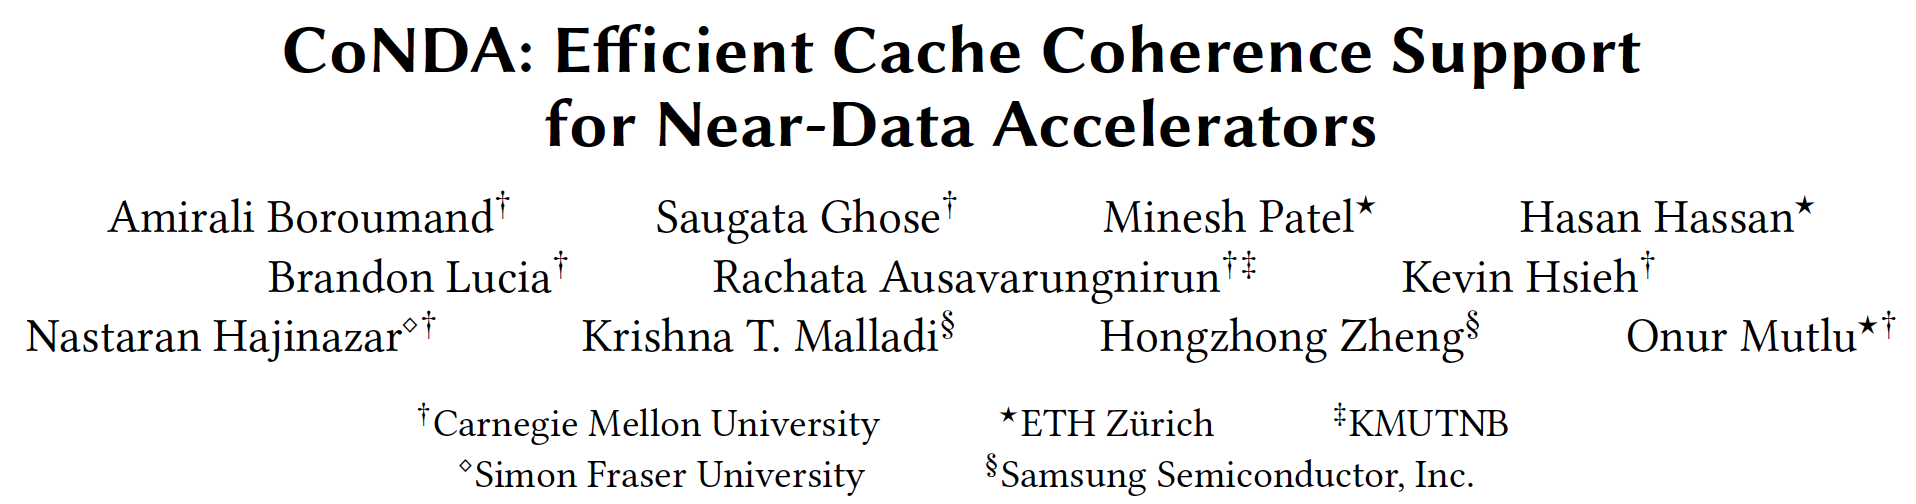 CoNDA: Efficient Cache Coherence Support
for Near-Data Accelerators
Amirali Boroumand† Saugata Ghose† Minesh Patel★ Hasan Hassan★
Brandon Lucia† Rachata Ausavarungnirun†‡ Kevin Hsieh†
Nastaran Hajinazar⋄† Krishna T. Malladi§ Hongzhong Zheng§ Onur Mutlu★†
†Carnegie Mellon University ★ETH Zürich ‡KMUTNB
⋄Simon Fraser University §Samsung Semiconductor, Inc.